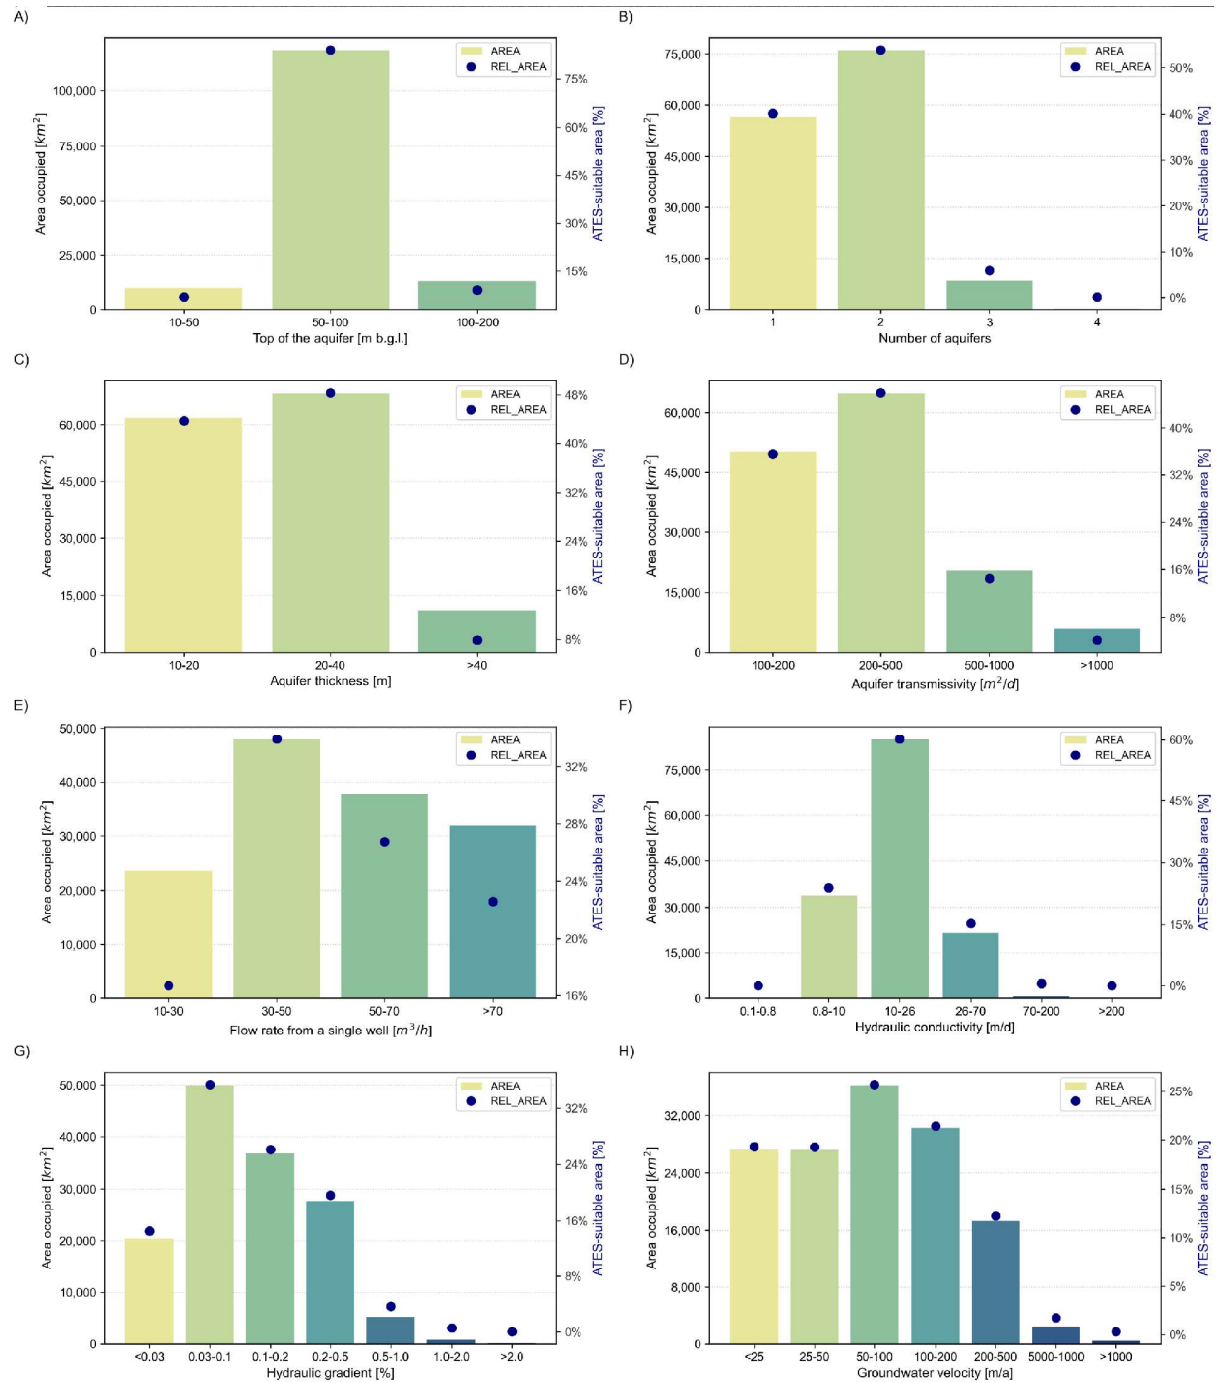 A)
AREA
REL_AREA
Area occupied [km²]
100,000
75,000
50,000
25,000
0
75%
60%
45%
30%
15%
ATES-suitable area [%]
10-50
50-100
100-200
Top of the aquifer [m b.g.l.]
B)
AREA
REL_AREA
Area occupied [km²]
75,000
60,000
45,000
30,000
15,000
0
50%
40%
30%
20%
10%
0%
ATES-suitable area [%]
1
2
3
4
Number of aquifers
C)
AREA
REL_AREA
Area occupied [km²]
60,000
45,000
30,000
15,000
0
48%
40%
32%
24%
16%
8%
ATES-suitable area [%]
10-20
20-40
>40
Aquifer thickness [m]
D)
AREA
REL_AREA
Area occupied [km²]
60,000
45,000
30,000
15,000
0
40%
32%
24%
16%
8%
ATES-suitable area [%]
100-200
200-500
500-1000
>1000
Aquifer transmissivity [m²/d]
E)
AREA
REL_AREA
Area occupied [km²]
50,000
40,000
30,000
20,000
10,000
0
32%
28%
24%
20%
16%
ATES-suitable area [%]
10-30
30-50
50-70
>70
Flow rate from a single well [m³/h]
F)
AREA
REL_AREA
Area occupied [km²]
75,000
60,000
45,000
30,000
15,000
0
60%
45%
30%
15%
0%
ATES-suitable area [%]
0.1-0.8
0.8-10
10-26
26-70
70-200
>200
Hydraulic conductivity [m/d]
G)
AREA
REL_AREA
Area occupied [km²]
50,000
40,000
30,000
20,000
10,000
0
32%
24%
16%
8%
0%
ATES-suitable area [%]
<0.03
0.03-0.1
0.1-0.2
0.2-0.5
0.5-1.0
1.0-2.0
>2.0
Hydraulic gradient [%]
H)
AREA
REL_AREA
Area occupied [km²]
32,000
24,000
16,000
8,000
0
25%
20%
15%
10%
5%
0%
ATES-suitable area [%]
<25
25-50
50-100
100-200
200-500
5000-1000
>1000
Groundwater velocity [m/a]